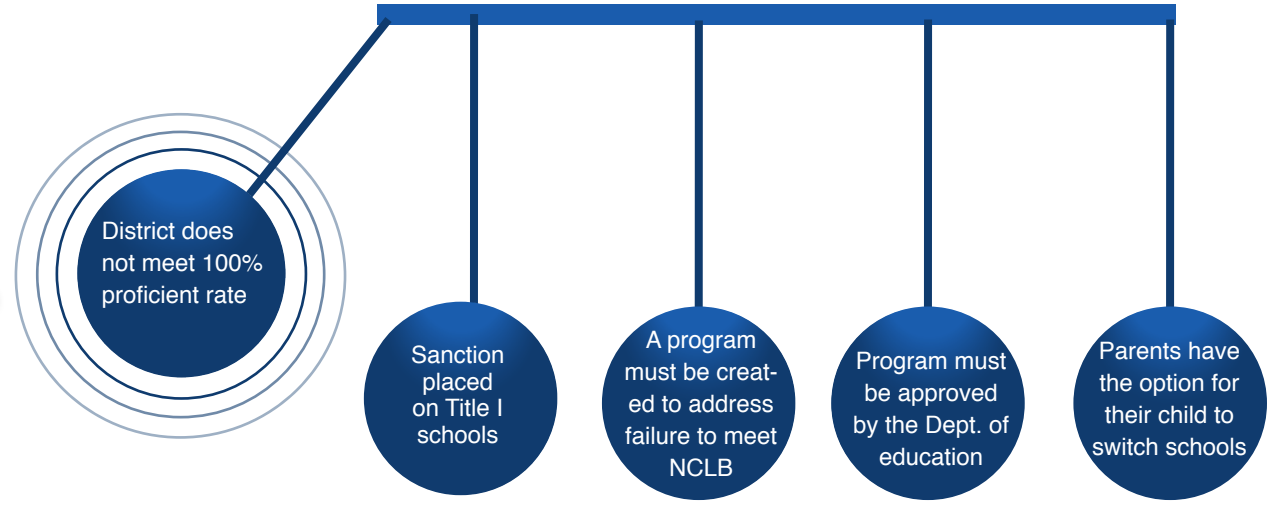 District does
not meet 100%
proficient rate
Sanction
placed
on Title I
schools
A program
must be creat-
ed to address
failure to meet
NCLB
Program must
be approved
by the Dept. of
education
Parents have
the option for
their child to
switch schools